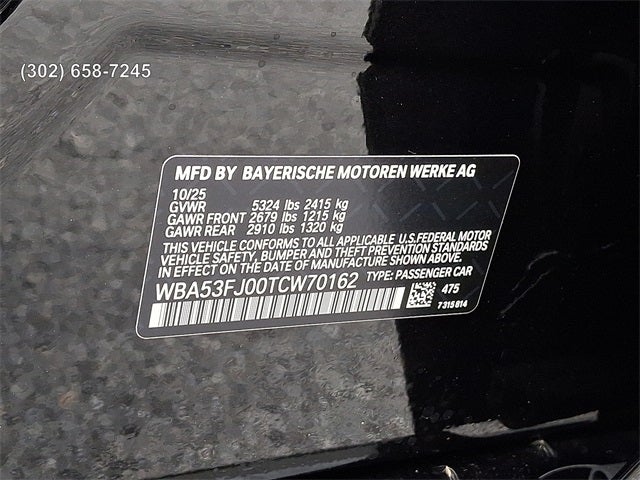 (302) 658-7245
MFD BY BAYERISCHE MOTOREN WERKE AG
10/25
GVWR 5324 lbs 2415 kg
GAWR FRONT 2679 lbs 1215 kg
GAWR REAR 2910 lbs 1320 kg
THIS VEHICLE CONFORMS TO ALL APPLICABLE U.S.FEDERAL MOTOR
VEHICLE SAFETY, BUMPER AND THEFT PREVENTION STANDARDS
IN EFFECT ON THE DATE OF MANUFACTURE SHOWN ABOVE.
WBA53FJ00TCW70162 TYPE: PASSENGER CAR
475
7315814